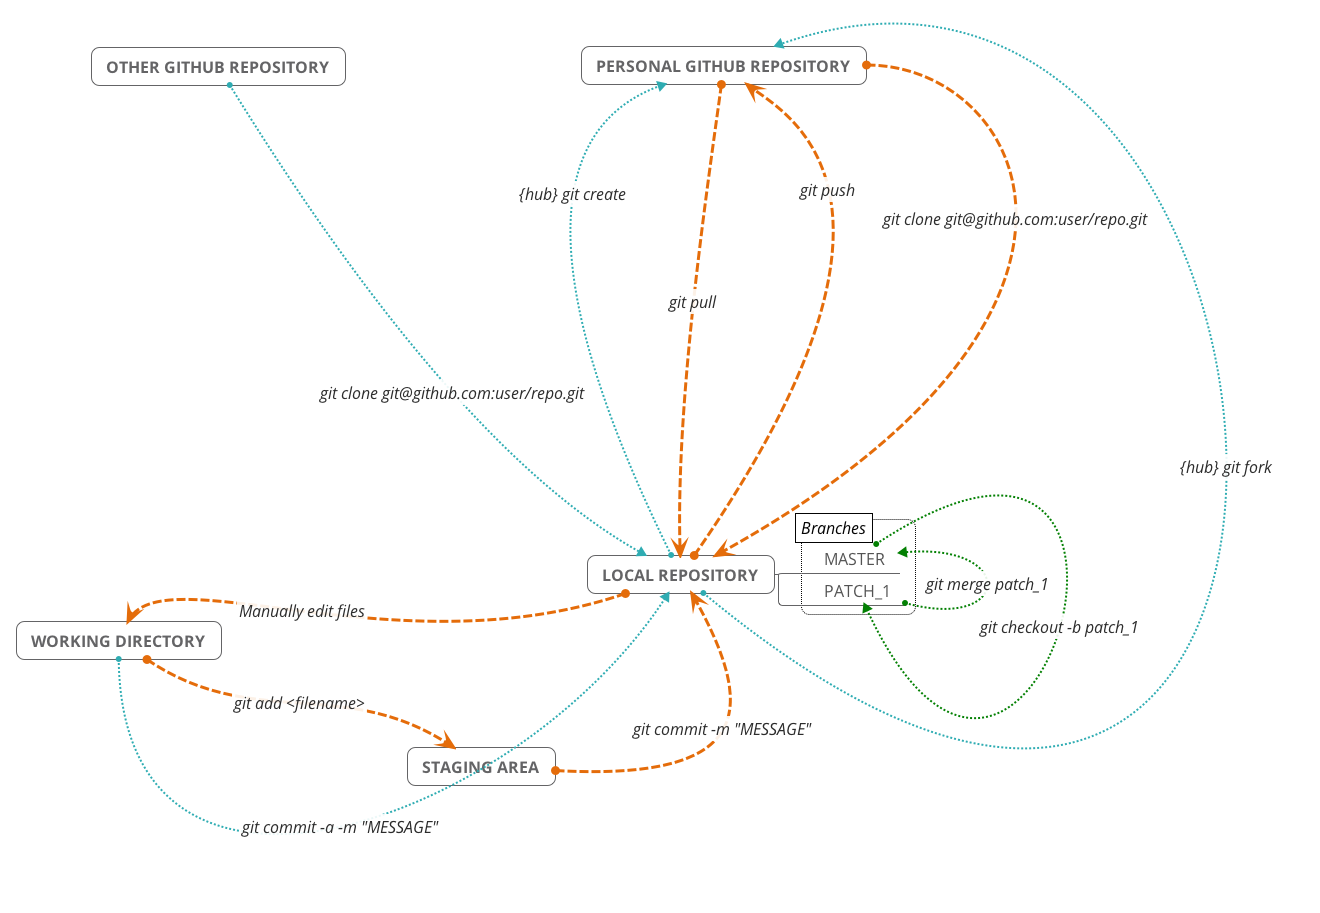 OTHER GITHUB REPOSITORY
PERSONAL GITHUB REPOSITORY
{hub} git create
git push
git clone git@github.com:user/repo.git
git pull
git clone git@github.com:user/repo.git
{hub} git fork
Branches
MASTER
LOCAL REPOSITORY
PATCH_1
git merge patch_1
git checkout -b patch_1
Manually edit files
WORKING DIRECTORY
git add <filename>
git commit -m "MESSAGE"
STAGING AREA
git commit -a -m "MESSAGE"